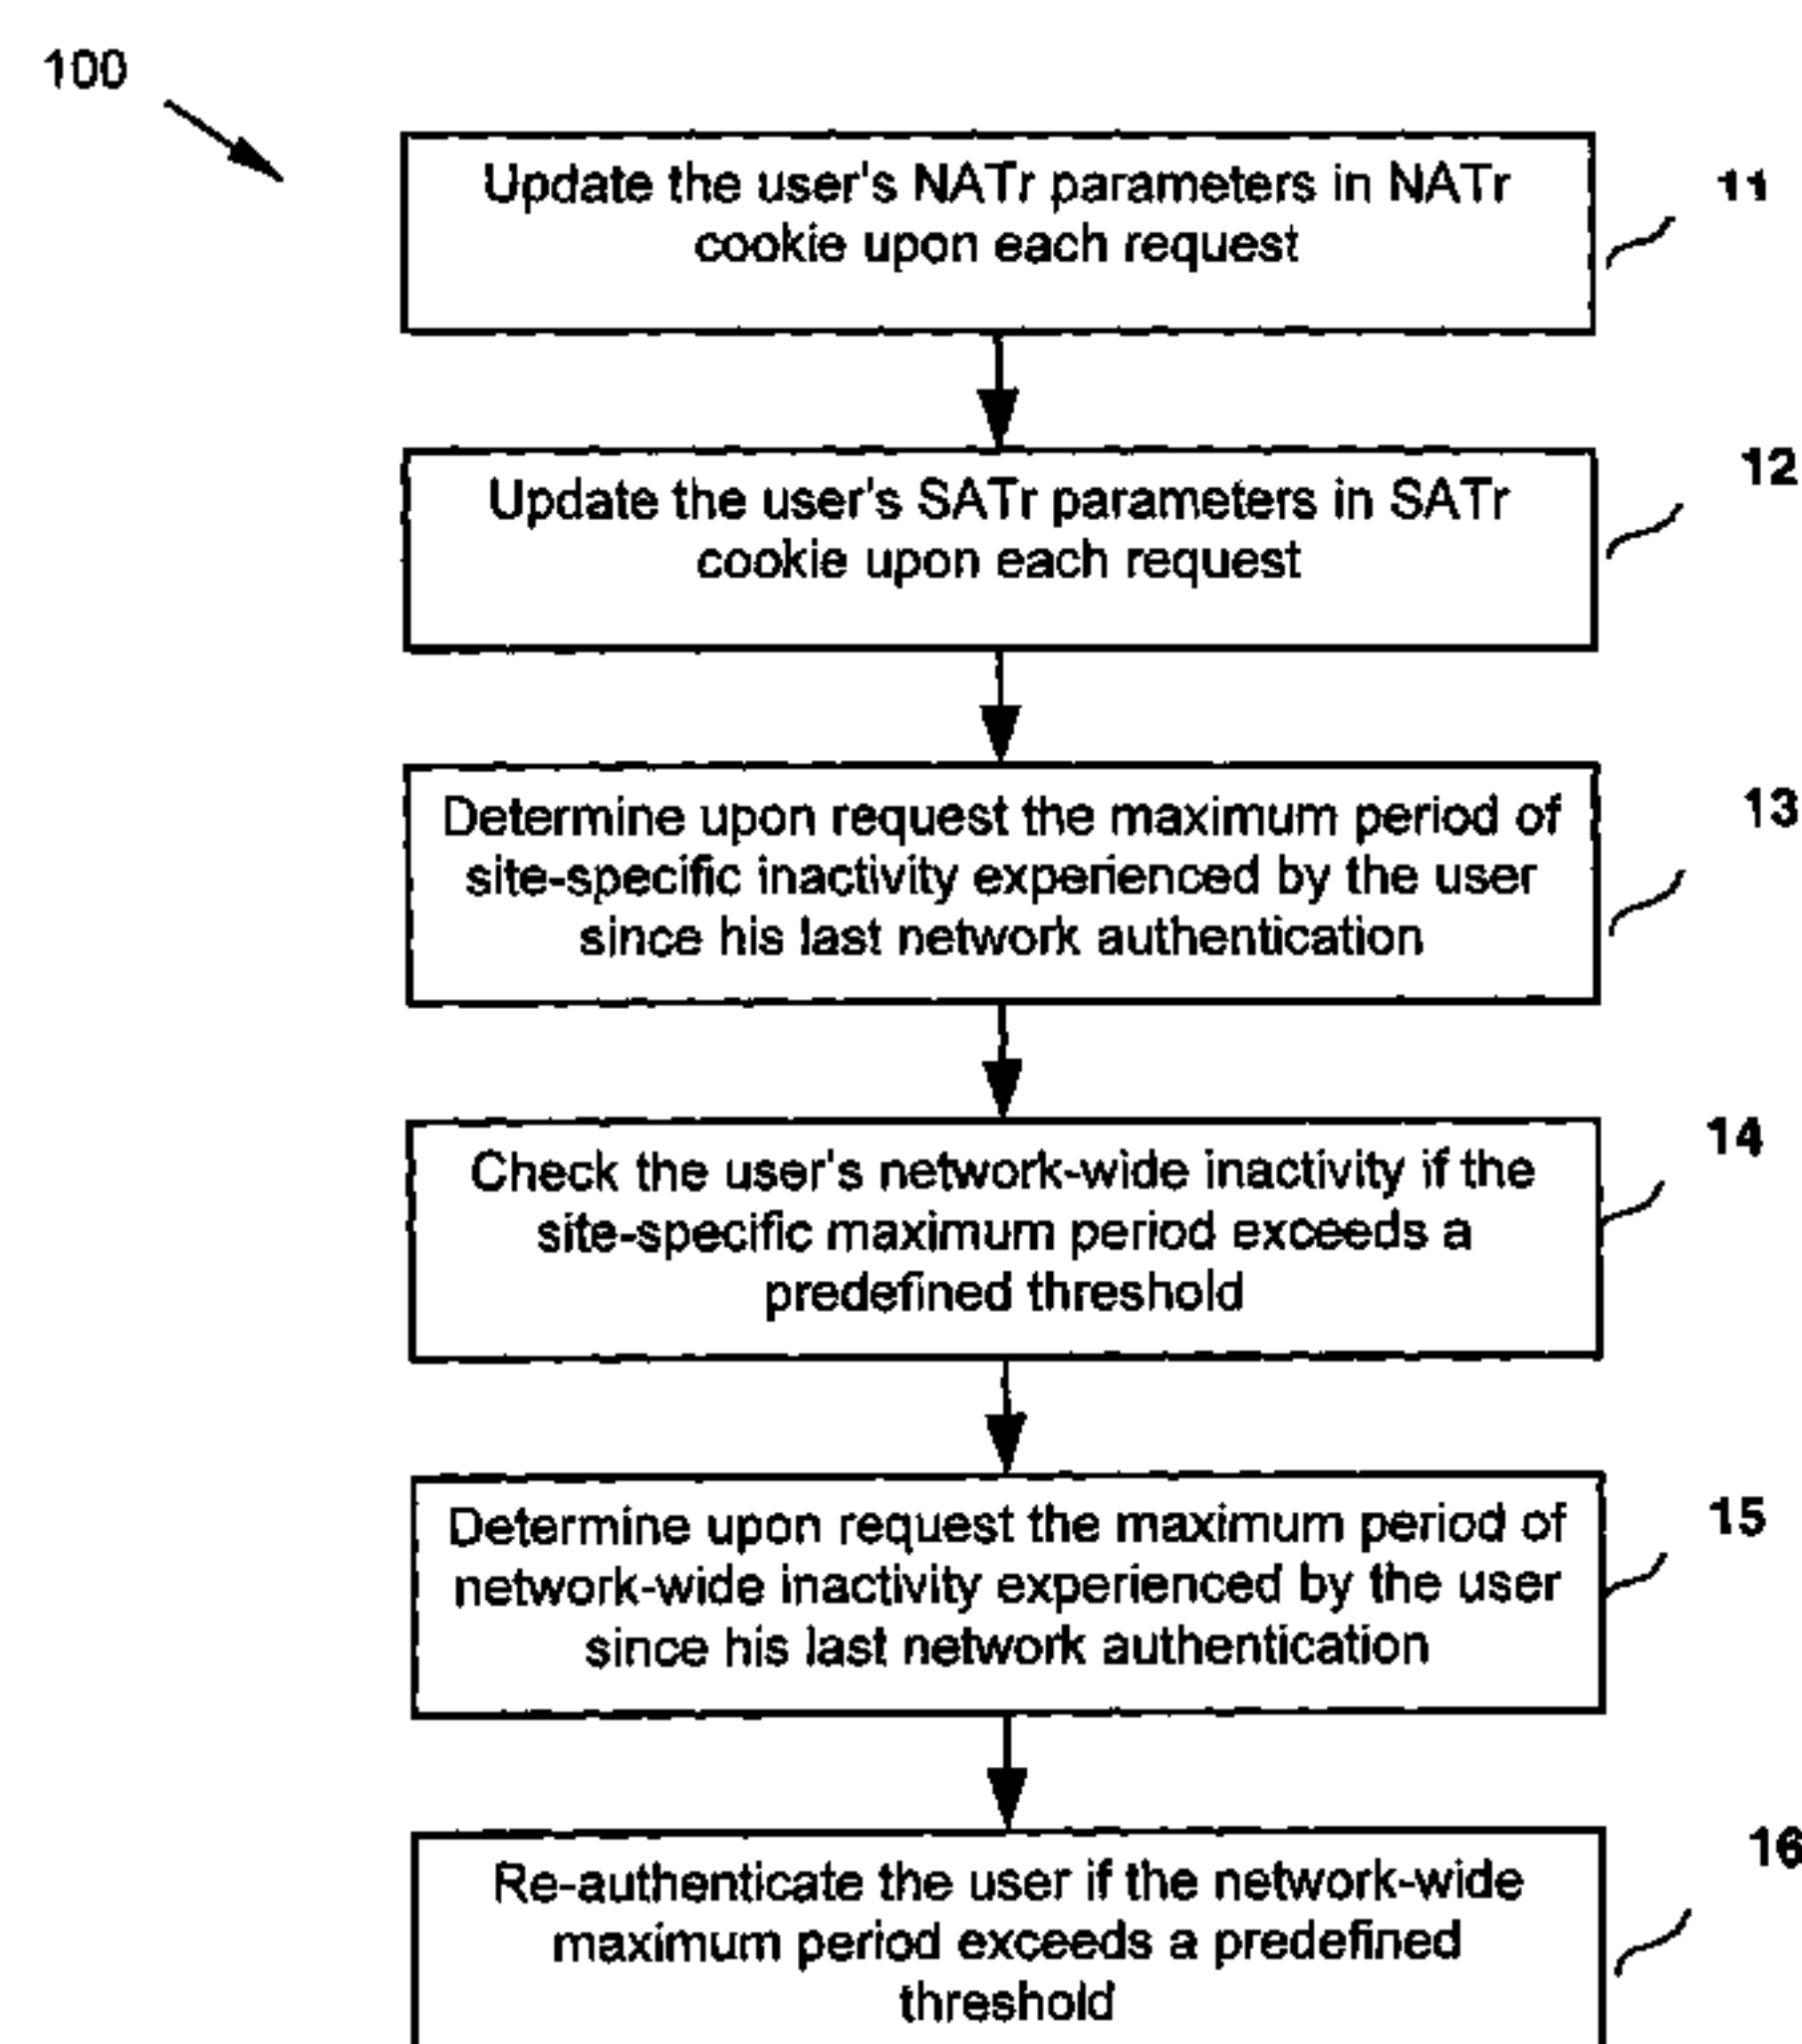 100
Update the user's NATr parameters in NATr
cookie upon each request
11
Update the user's SATr parameters in SATr
cookie upon each request
12
Determine upon request the maximum period of
site-specific inactivity experienced by the user
since his last network authentication
13
Check the user's network-wide inactivity if the
site-specific maximum period exceeds a
predefined threshold
14
Determine upon request the maximum period of
network-wide inactivity experienced by the user
since his last network authentication
15
Re-authenticate the user if the network-wide
maximum period exceeds a predefined
threshold
16